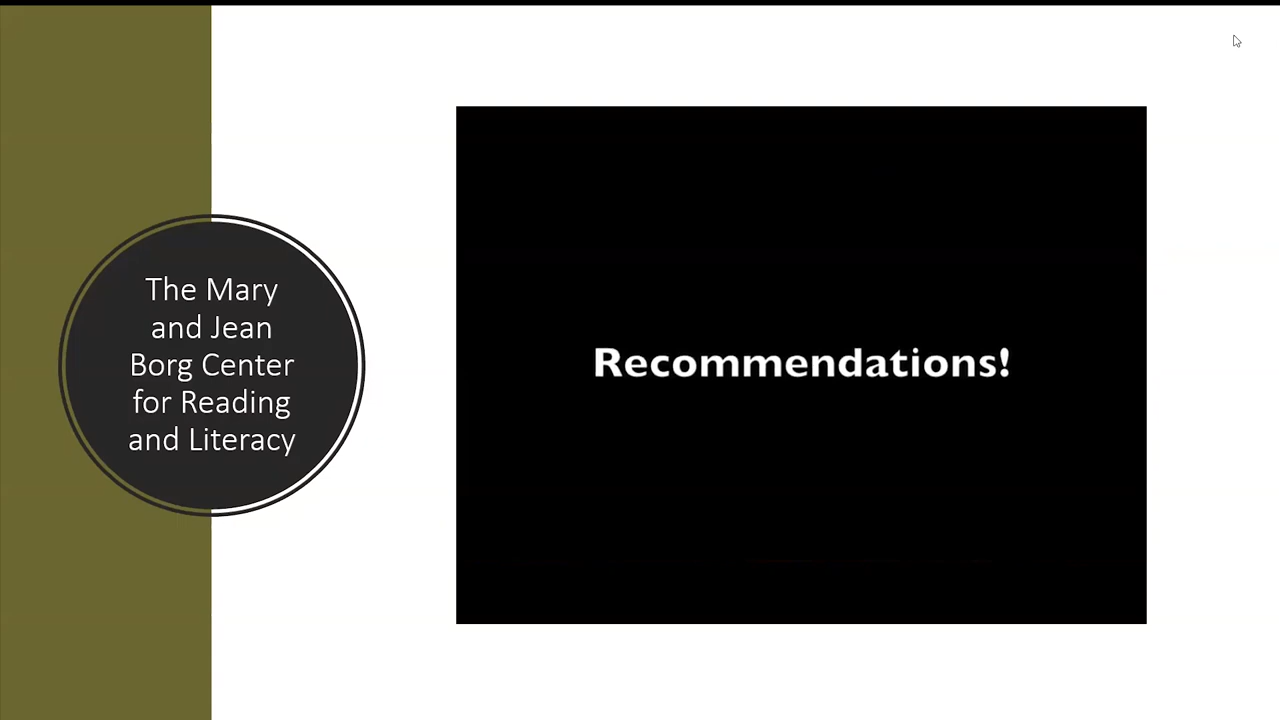 The Mary
and Jean
Borg Center
for Reading
and Literacy
Recommendations!